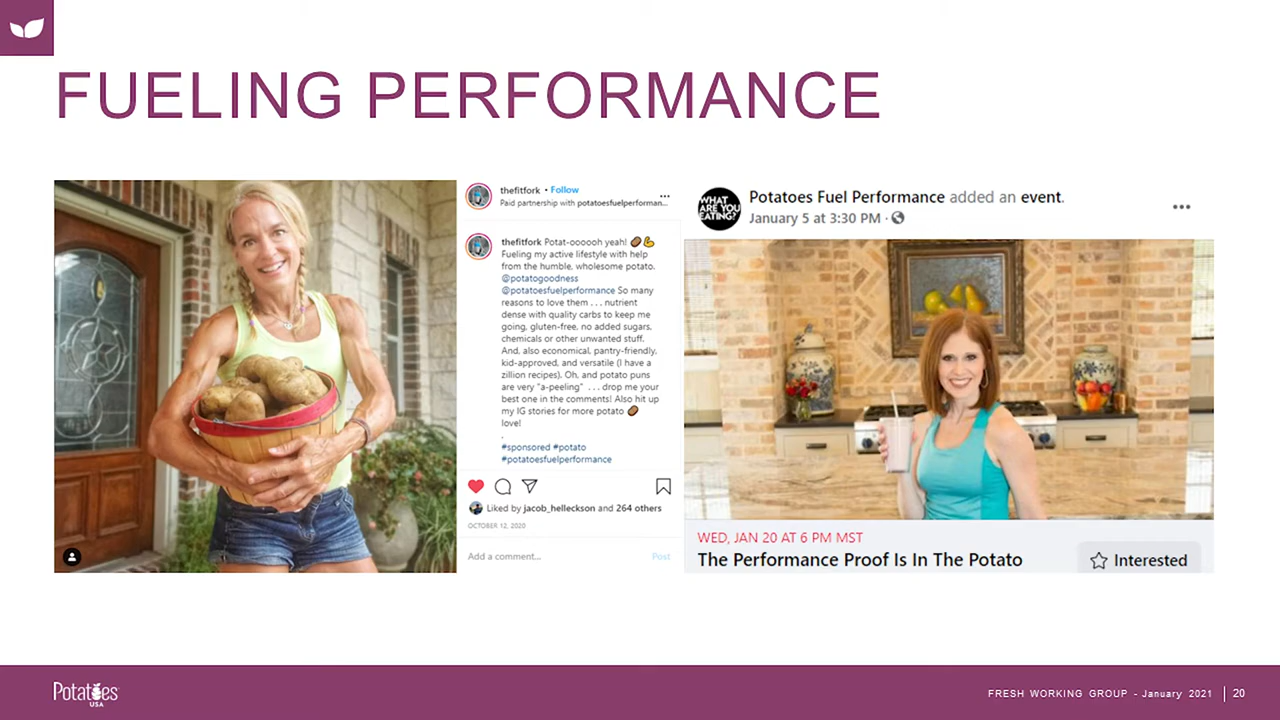 FUELING PERFORMANCE
thefitfork • Follow
Paid partnership with potatoesfuelperforman...
thefitfork Potat-oooooh yeah! 🥔💪
Fueling my active lifestyle with help
from the humble, wholesome potato.
@potatogoodness
@potatoesfuelperformance So many
reasons to love them . . . nutrient
dense with quality carbs to keep me
going, gluten-free, no added sugars,
chemicals or other unwanted stuff.
And, also economical, pantry-friendly,
kid-approved, and versatile (I have a
zillion recipes). Oh, and potato puns
are very "a-peeling" . . . drop me your
best one in the comments! Also hit up
my IG stories for more potato 🥔
love!
.
#sponsored #potato
#potatoesfuelperformance
Liked by jacob_helleckson and 264 others
OCTOBER 12, 2020
Add a comment... Post
WHAT
ARE YOU
EATING?
Potatoes Fuel Performance added an event.
January 5 at 3:30 PM ·
WED, JAN 20 AT 6 PM MST
The Performance Proof Is In The Potato
Interested
Potatoes
USA
FRESH WORKING GROUP - January 2021 | 20